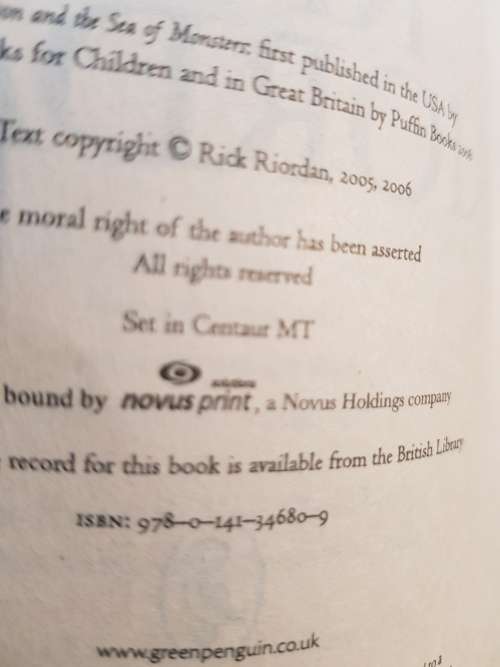 on and the Sea of Monsters: first published in the USA by
ks for Children and in Great Britain by Puffin Books 2006
Text copyright © Rick Riordan, 2005, 2006
e moral right of the author has been asserted
All rights reserved
Set in Centaur MT
bound by novus print, a Novus Holdings company
record for this book is available from the British Library
ISBN: 978–0–141–34680–9
www.greenpenguin.co.uk